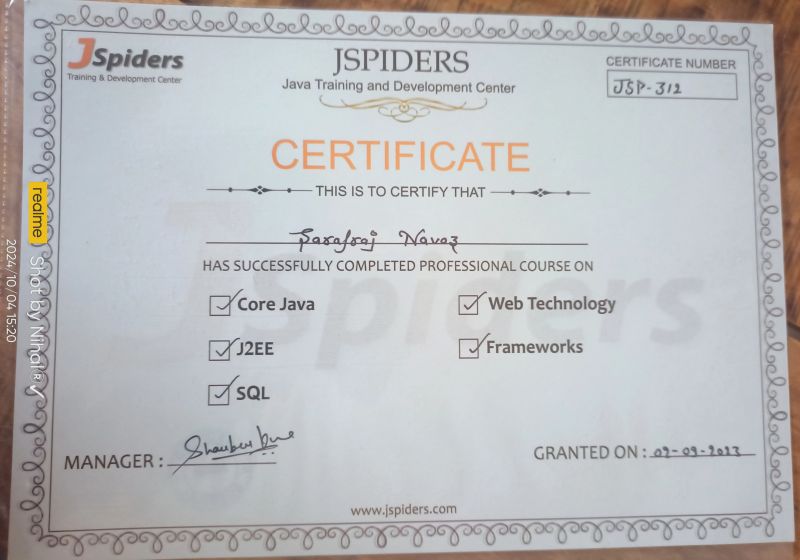 JSpiders
Training & Development Center
JSPIDERS
Java Training and Development Center
CERTIFICATE NUMBER
JSP-312
CERTIFICATE
THIS IS TO CERTIFY THAT
Sarafraj Navaz
HAS SUCCESSFULLY COMPLETED PROFESSIONAL COURSE ON
Core Java
Web Technology
J2EE
Frameworks
SQL
MANAGER :
GRANTED ON : 02-09-2023
www.jspiders.com
JSpiders
realme Shot by Nihal
2024/10/04 15:20